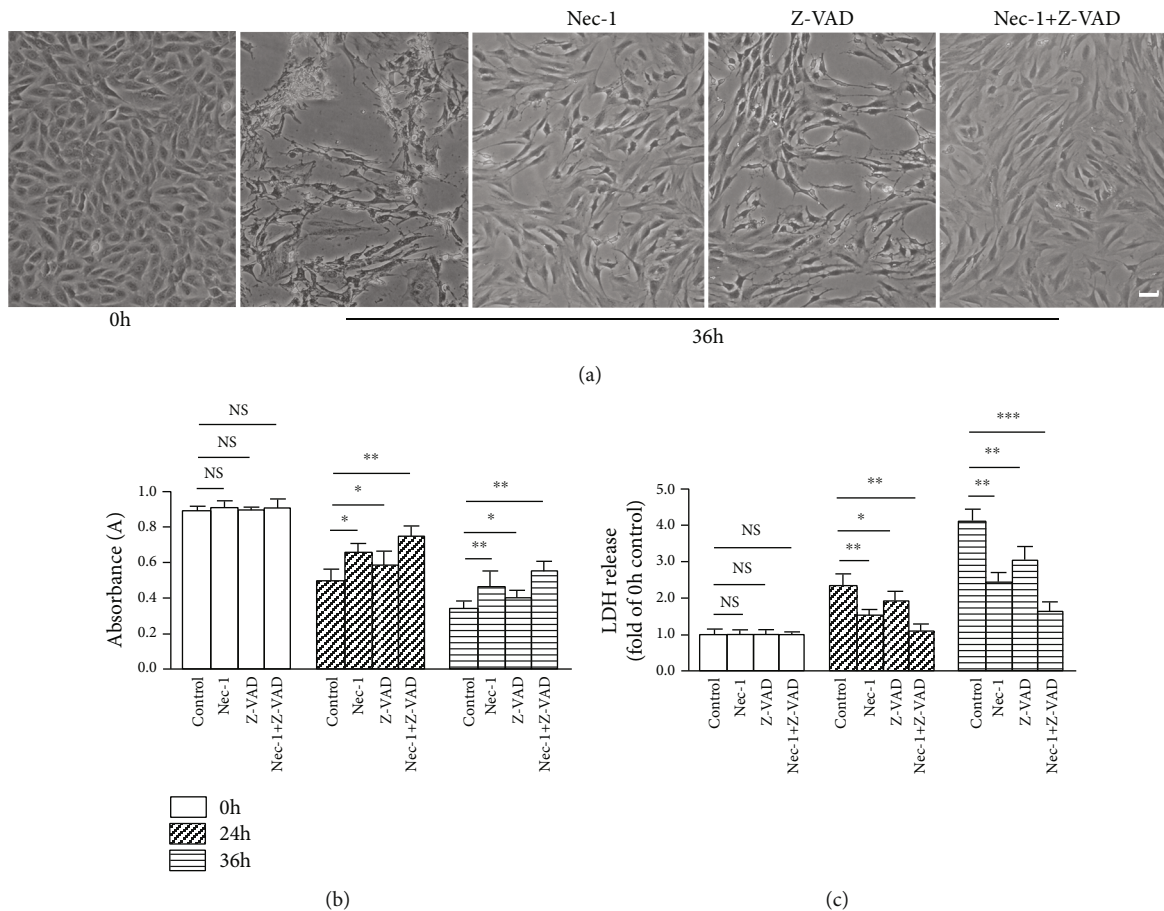 Nec-1 Z-VAD Nec-1+Z-VAD
0h
36h
(a)
NS
NS
NS
**
*
*
**
*
**
1.0
0.8
0.6
0.4
0.2
0.0
Absorbance (A)
Control
Nec-1
Z-VAD
Nec-1+Z-VAD
Control
Nec-1
Z-VAD
Nec-1+Z-VAD
Control
Nec-1
Z-VAD
Nec-1+Z-VAD
0h
24h
36h
(b)
NS
NS
NS
**
*
**
***
**
**
5.0
4.0
3.0
2.0
1.0
0.0
LDH release
(fold of 0h control)
Control
Nec-1
Z-VAD
Nec-1+Z-VAD
Control
Nec-1
Z-VAD
Nec-1+Z-VAD
Control
Nec-1
Z-VAD
Nec-1+Z-VAD
(c)